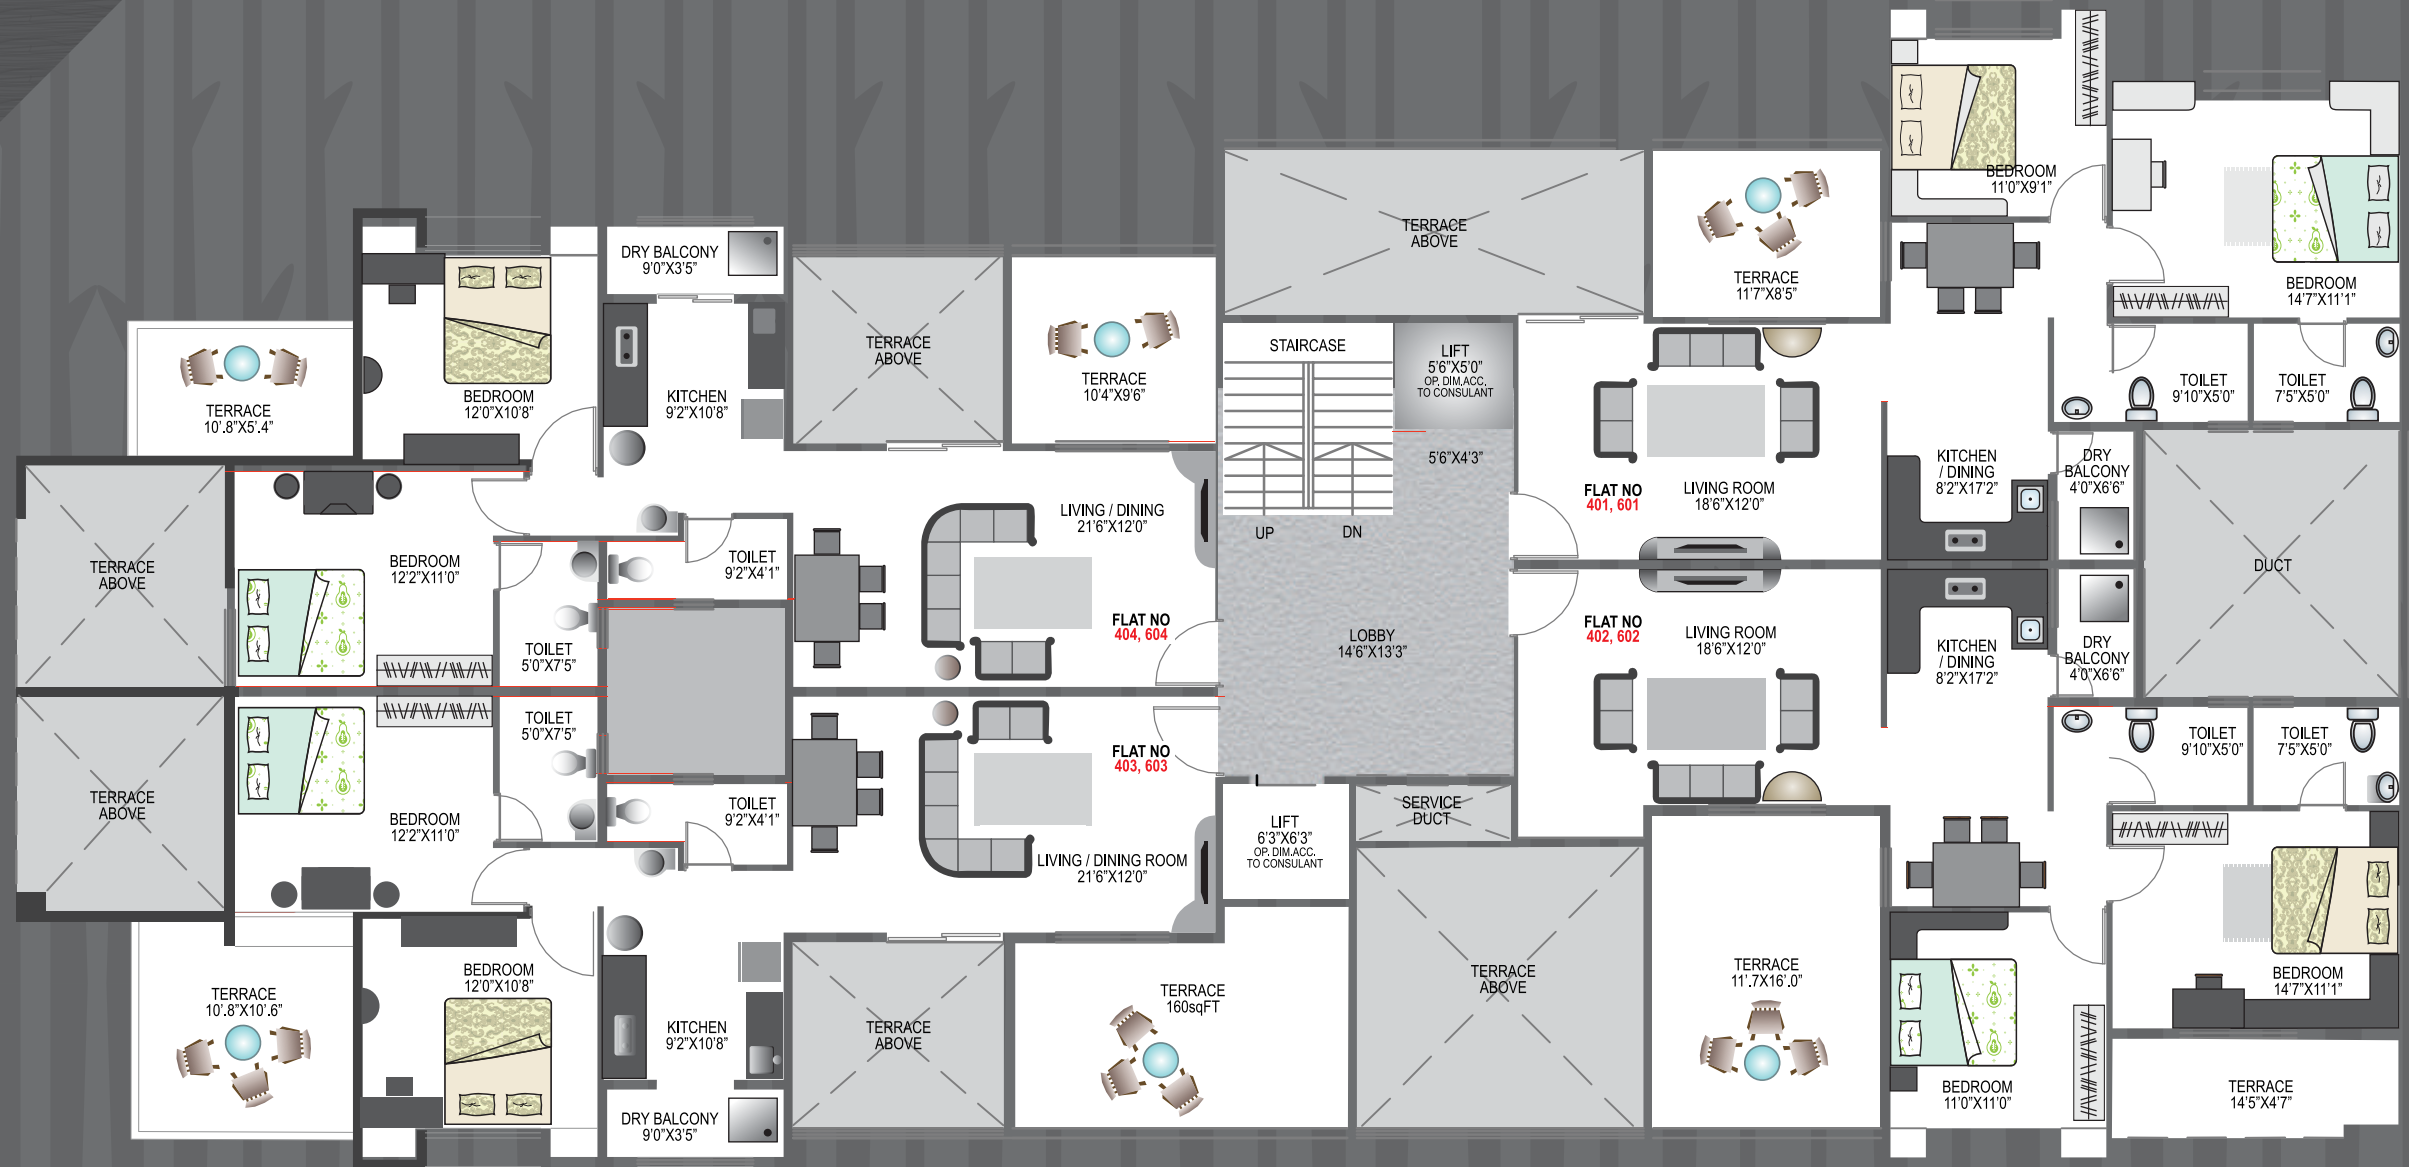 BEDROOM
11'0"X9'1"
BEDROOM
14'7"X11'1"
DRY BALCONY
9'0"X3'5"
TERRACE
ABOVE
TERRACE
11'7"X8'5"
TERRACE
10'.8"X5'.4"
BEDROOM
12'0"X10'8"
KITCHEN
9'2"X10'8"
TERRACE
ABOVE
TERRACE
10'4"X9'6"
STAIRCASE
LIFT
5'6"X5'0"
OP. DIM,ACC.
TO CONSULANT
TOILET
9'10"X5'0"
TOILET
7'5"X5'0"
5'6"X4'3"
FLAT NO
401, 601
LIVING ROOM
18'6"X12'0"
KITCHEN
/ DINING
8'2"X17'2"
DRY
BALCONY
4'0"X6'6"
LIVING / DINING
21'6"X12'0"
UP
DN
TERRACE
ABOVE
BEDROOM
12'2"X11'0"
TOILET
9'2"X4'1"
DUCT
FLAT NO
404, 604
LOBBY
14'6"X13'3"
FLAT NO
402, 602
LIVING ROOM
18'6"X12'0"
KITCHEN
/ DINING
8'2"X17'2"
DRY
BALCONY
4'0"X6'6"
TOILET
5'0"X7'5"
TOILET
5'0"X7'5"
FLAT NO
403, 603
TOILET
9'10"X5'0"
TOILET
7'5"X5'0"
TERRACE
ABOVE
BEDROOM
12'2"X11'0"
TOILET
9'2"X4'1"
LIVING / DINING ROOM
21'6"X12'0"
LIFT
6'3"X6'3"
OP. DIM.ACC.
TO CONSULANT
SERVICE
DUCT
TERRACE
10'.8"X10'.6"
BEDROOM
12'0"X10'8"
KITCHEN
9'2"X10'8"
TERRACE
ABOVE
TERRACE
160sqFT
TERRACE
ABOVE
TERRACE
11'.7"X16'.0"
BEDROOM
14'7"X11'1"
BEDROOM
11'0"X11'0"
TERRACE
14'5"X4'7"
DRY BALCONY
9'0"X3'5"